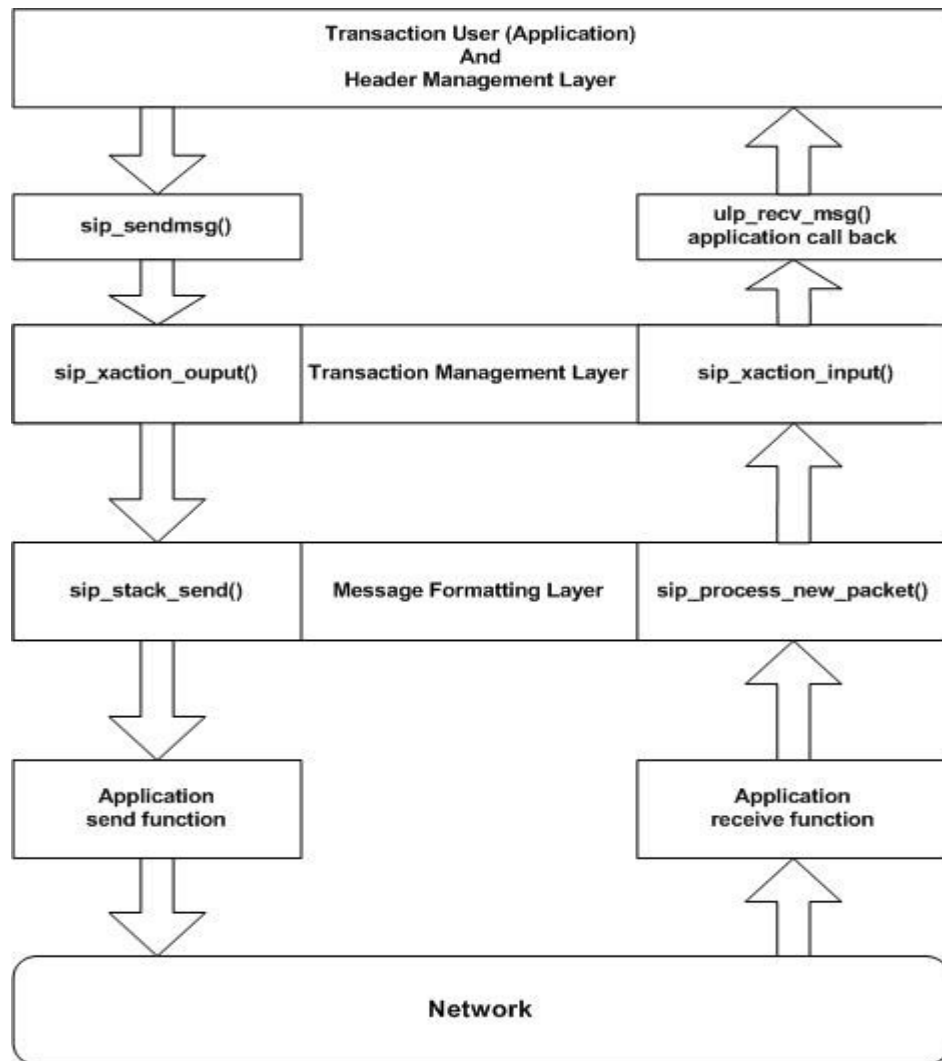 Transaction User (Application)
And
Header Management Layer
sip_sendmsg()
ulp_recv_msg()
application call back
sip_xaction_ouput()
Transaction Management Layer
sip_xaction_input()
sip_stack_send()
Message Formatting Layer
sip_process_new_packet()
Application
send function
Application
receive function
Network